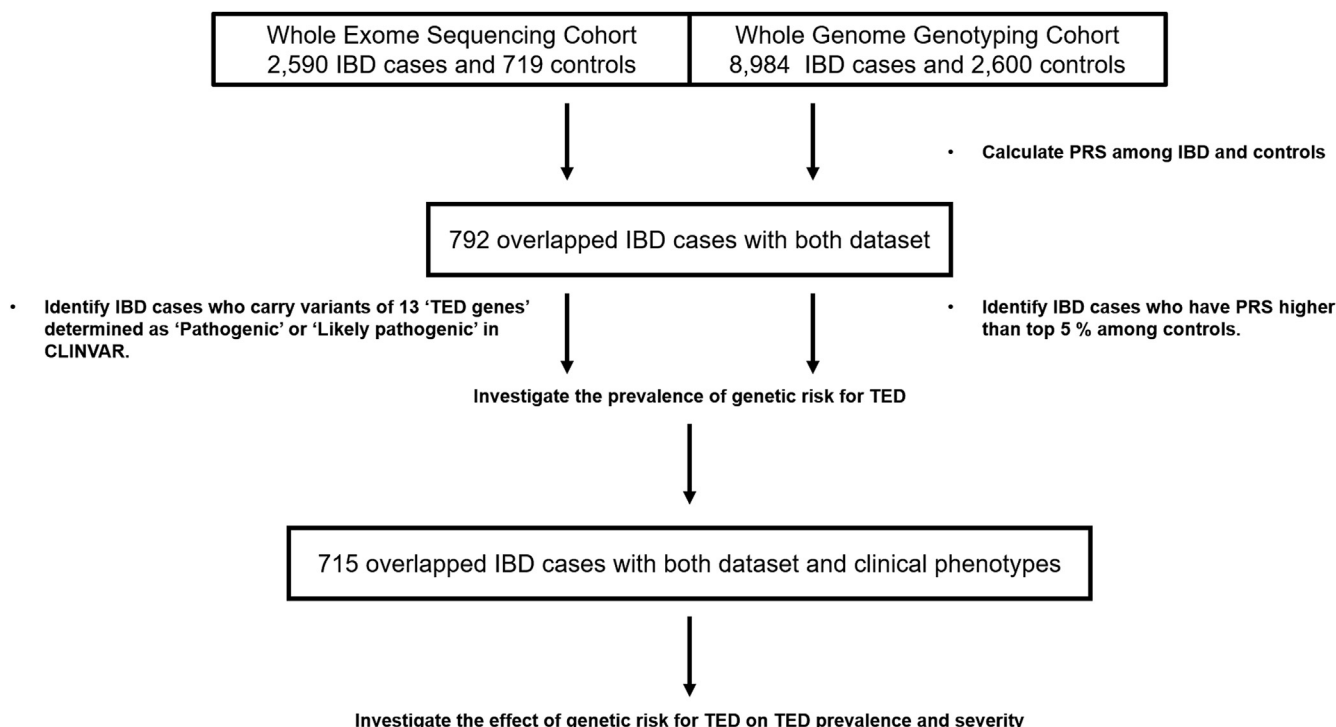 Whole Exome Sequencing Cohort
2,590 IBD cases and 719 controls
Whole Genome Genotyping Cohort
8,984 IBD cases and 2,600 controls
• Calculate PRS among IBD and controls
792 overlapped IBD cases with both dataset
• Identify IBD cases who carry variants of 13 ‘TED genes’
determined as ‘Pathogenic’ or ‘Likely pathogenic’ in
CLINVAR.
• Identify IBD cases who have PRS higher
than top 5 % among controls.
Investigate the prevalence of genetic risk for TED
715 overlapped IBD cases with both dataset and clinical phenotypes
Investigate the effect of genetic risk for TED on TED prevalence and severity